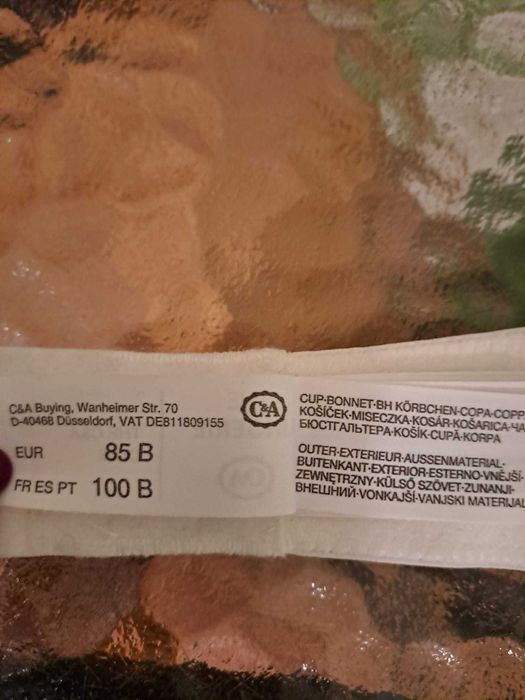 C&A Buying, Wanheimer Str. 70
D-40468 Düsseldorf, VAT DE811809155
EUR 85 B
FR ES PT 100 B
C&A
CUP·BONNET·BH KÖRBCHEN·COPA·COPP
KOŠÍČEK·MISECZKA·KOSÁR·KOŠARICA·ЧА
БЮСТГАЛЬТЕРА·KOŠÍK·CUPĂ·KORPA
OUTER·EXTERIEUR·AUSSENMATERIAL·
BUITENKANT·EXTERIOR·ESTERNO·VNĚJŠÍ·
ZEWNĘTRZNY·KÜLSŐ SZÖVET·ZUNANJI·
ВНЕШНИЙ·VONKAJŠÍ·VANJSKI MATERIJAL